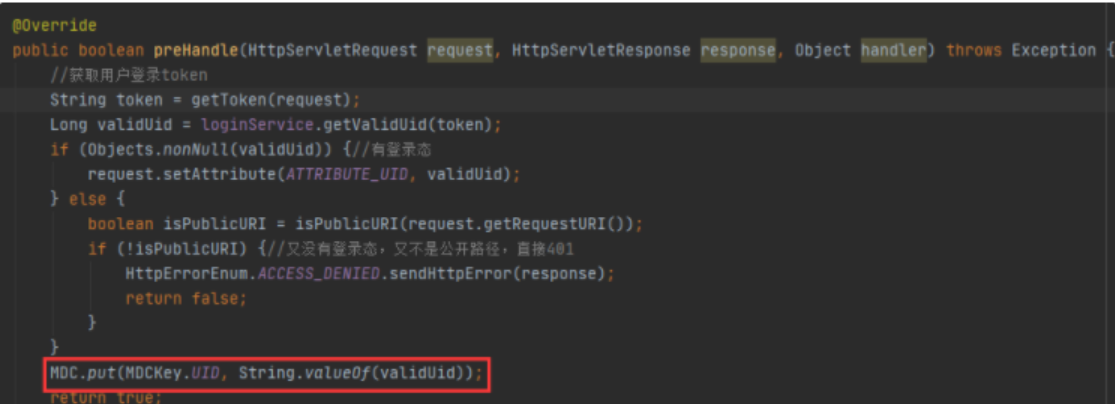 @Override
public boolean preHandle(HttpServletRequest request, HttpServletResponse response, Object handler) throws Exception {
//获取用户登录token
String token = getToken(request);
Long validUid = loginService.getValidUid(token);
if (Objects.nonNull(validUid)) {//有登录态
request.setAttribute(ATTRIBUTE_UID, validUid);
} else {
boolean isPublicURI = isPublicURI(request.getRequestURI());
if (!isPublicURI) {//又没有登录态，又不是公开路径，直接401
HttpErrorEnum.ACCESS_DENIED.sendHttpError(response);
return false;
}
}
MDC.put(MDCKey.UID, String.valueOf(validUid));
return true;